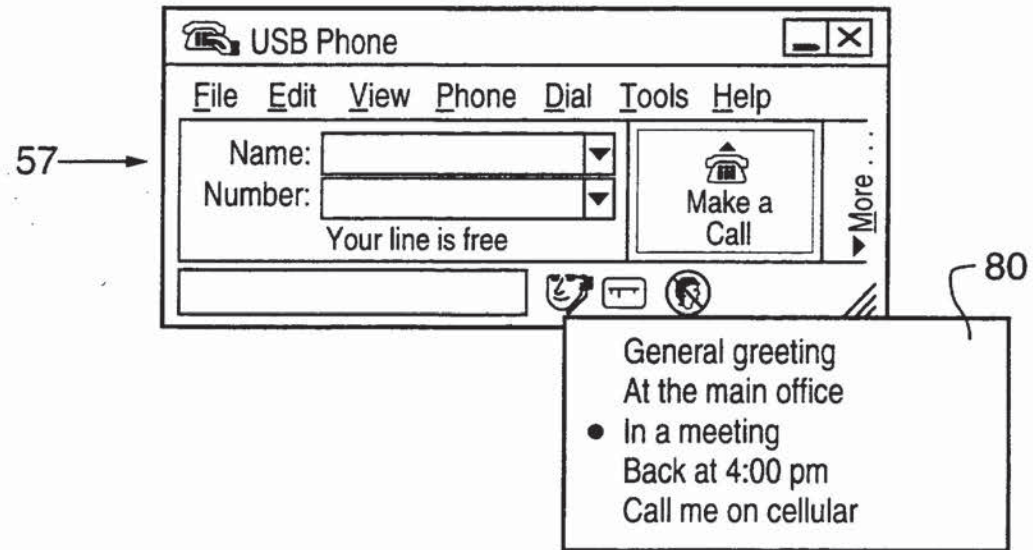 USB Phone
File Edit View Phone Dial Tools Help
57
Name:
Number:
Your line is free
Make a
Call
More ....
80
General greeting
At the main office
• In a meeting
Back at 4:00 pm
Call me on cellular